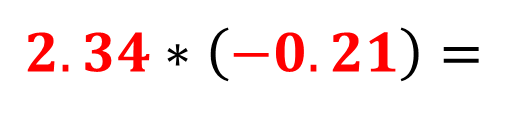 2.34 * (−0.21) =